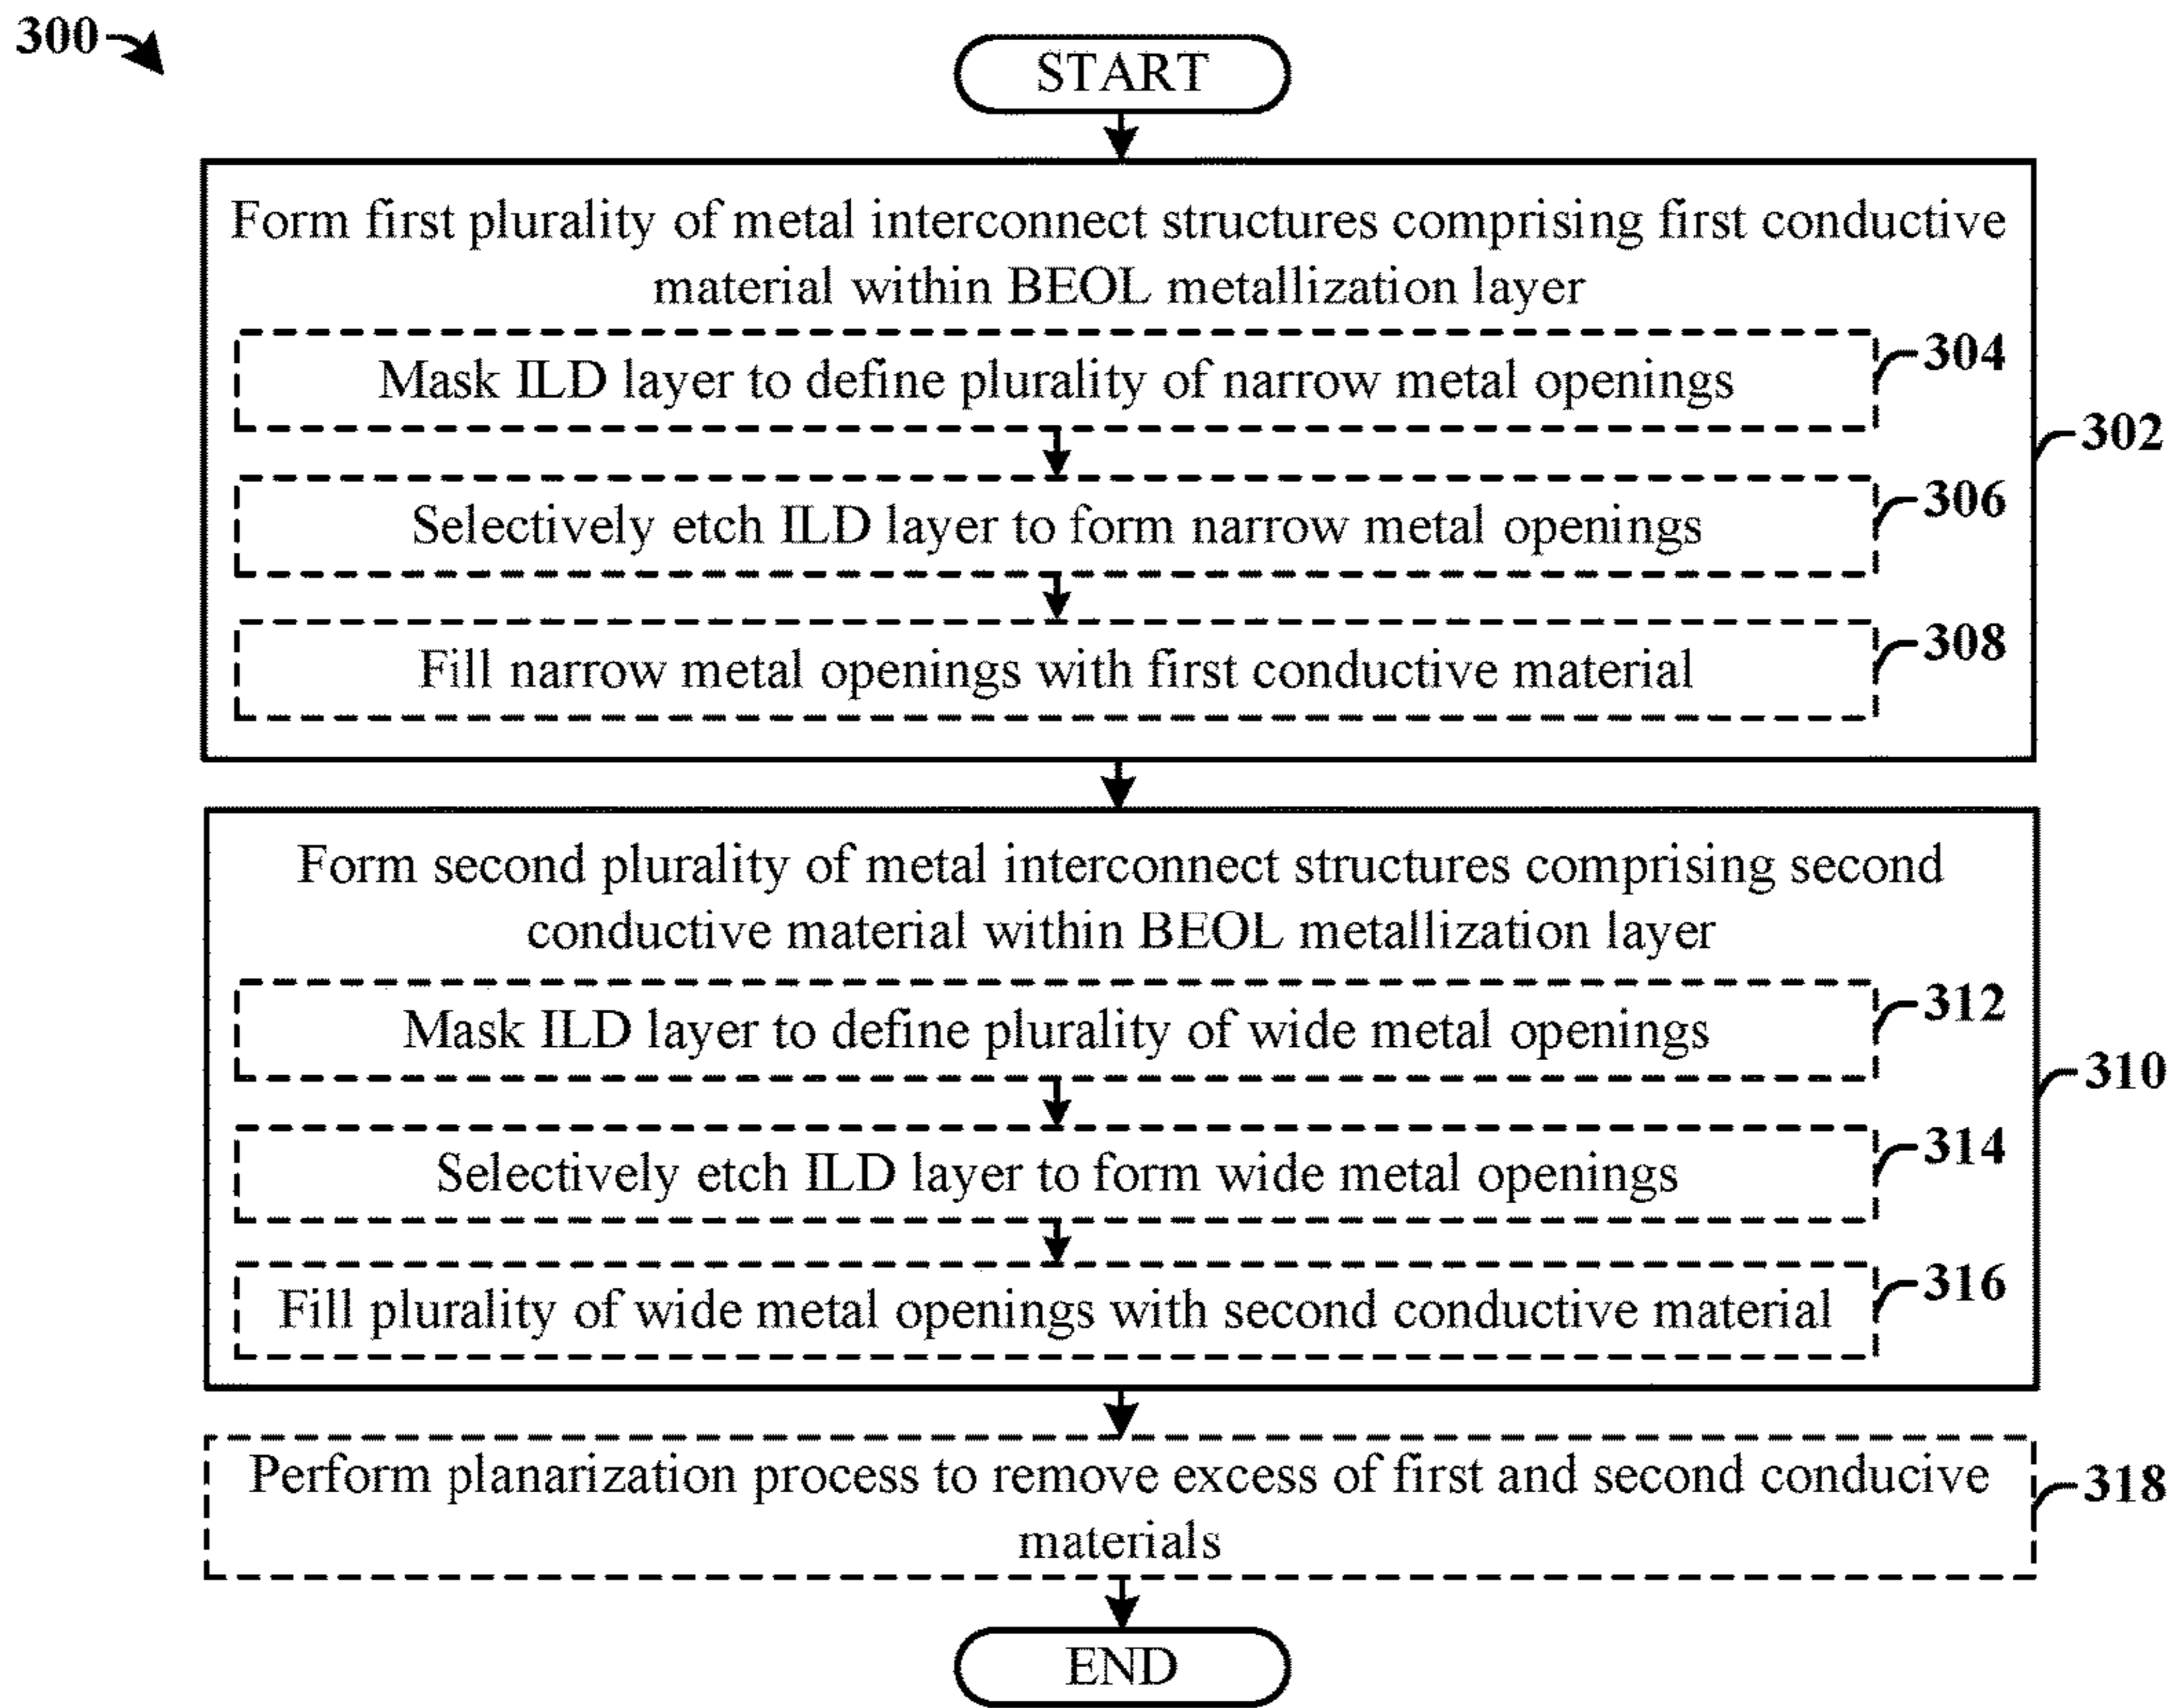 300
START
Form first plurality of metal interconnect structures comprising first conductive
material within BEOL metallization layer
Mask ILD layer to define plurality of narrow metal openings
304
302
Selectively etch ILD layer to form narrow metal openings
306
Fill narrow metal openings with first conductive material
308
Form second plurality of metal interconnect structures comprising second
conductive material within BEOL metallization layer
Mask ILD layer to define plurality of wide metal openings
312
310
Selectively etch ILD layer to form wide metal openings
314
Fill plurality of wide metal openings with second conductive material
316
Perform planarization process to remove excess of first and second conducive
materials
318
END